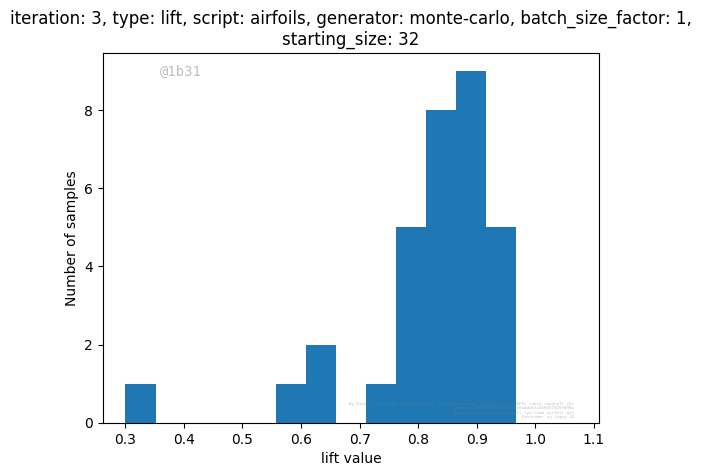 iteration: 3, type: lift, script: airfoils, generator: monte-carlo, batch_size_factor: 1,
starting_size: 32
@1b31
8
6
4
2
0
Number of samples
0.3 0.4 0.5 0.6 0.7 0.8 0.9 1.0 1.1
lift value